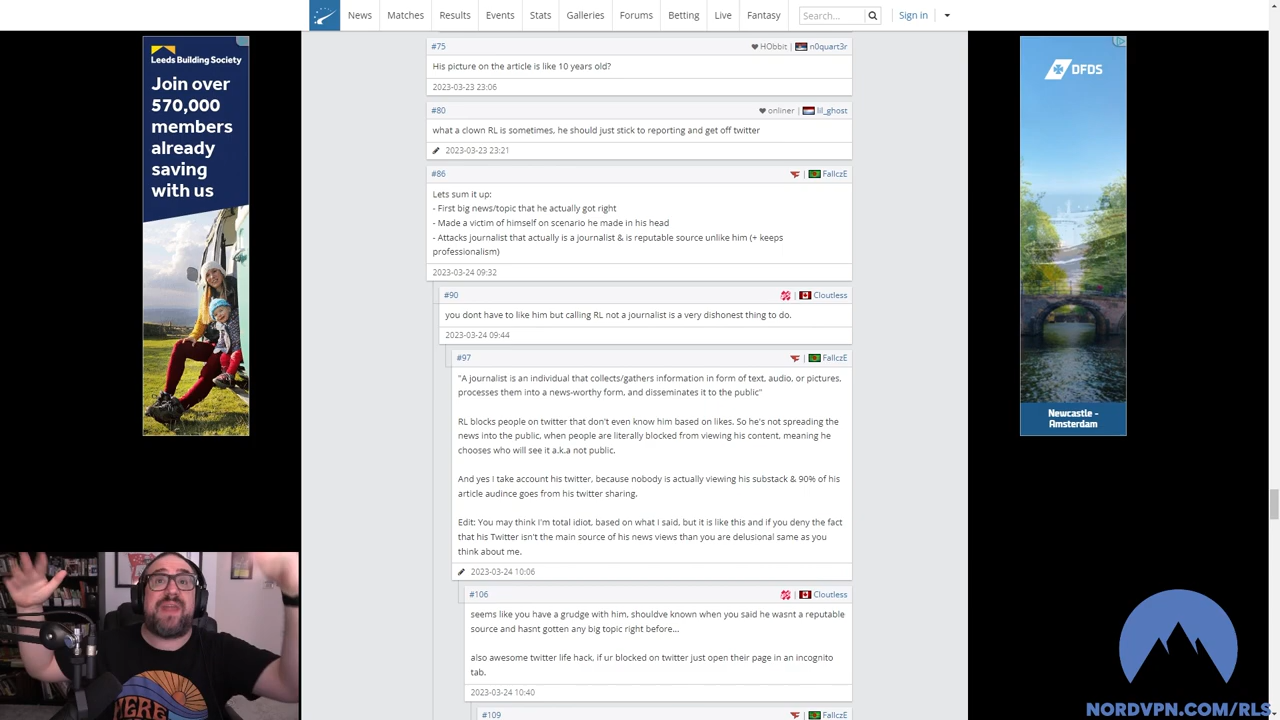 News
Matches
Results
Events
Stats
Galleries
Forums
Betting
Live
Fantasy
Search...
Sign in
#75
HObbit | n0quart3r
His picture on the article is like 10 years old?
2023-03-23 23:06
#80
onliner | lil_ghost
what a clown RL is sometimes, he should just stick to reporting and get off twitter
2023-03-23 23:21
#86
| FallczE
Lets sum it up:
- First big news/topic that he actually got right
- Made a victim of himself on scenario he made in his head
- Attacks journalist that actually is a journalist & is reputable source unlike him (+ keeps
professionalism)
2023-03-24 09:32
#90
| Cloutless
you dont have to like him but calling RL not a journalist is a very dishonest thing to do.
2023-03-24 09:44
#97
| FallczE
"A journalist is an individual that collects/gathers information in form of text, audio, or pictures,
processes them into a news-worthy form, and disseminates it to the public"
RL blocks people on twitter that don't even know him based on likes. So he's not spreading the
news into the public, when people are literally blocked from viewing his content, meaning he
chooses who will see it a.k.a not public.
And yes I take account his twitter, because nobody is actually viewing his substack & 90% of his
article audince goes from his twitter sharing.
Edit: You may think I'm total idiot, based on what I said, but it is like this and if you deny the fact
that his Twitter isn't the main source of his news views than you are delusional same as you
think about me.
2023-03-24 10:06
#106
| Cloutless
seems like you have a grudge with him, shouldve known when you said he wasnt a reputable
source and hasnt gotten any big topic right before...
also awesome twitter life hack, if ur blocked on twitter just open their page in an incognito
tab.
2023-03-24 10:40
#109
| FallczE
Leeds Building Society
Join over
570,000
members
already
saving
with us
DFDS
Newcastle -
Amsterdam
HERE
NORDVPN.COM/RLS